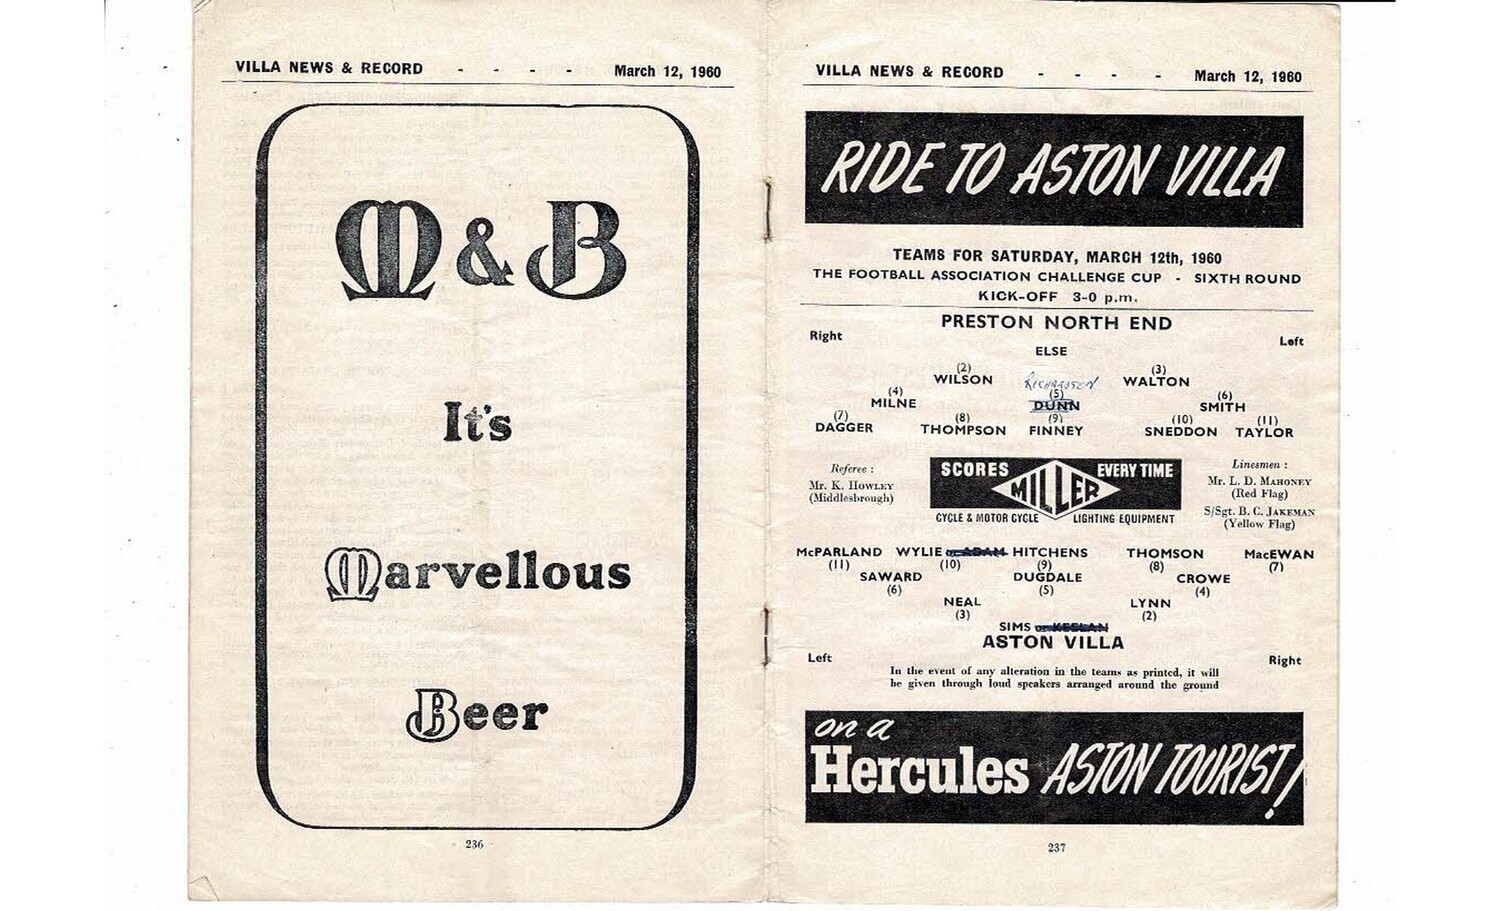 VILLA NEWS & RECORD - - - - March 12, 1960
M & B
It's
Marvellous
Beer
236
VILLA NEWS & RECORD - - - - March 12, 1960
RIDE TO ASTON VILLA
TEAMS FOR SATURDAY, MARCH 12th, 1960
THE FOOTBALL ASSOCIATION CHALLENGE CUP - SIXTH ROUND
KICK-OFF 3-0 p.m.
PRESTON NORTH END
Right Left
ELSE
(2) (3)
WILSON RICHARDSON WALTON
(4) (5) (6)
MILNE DUNN SMITH
(7) (8) (9) (10) (11)
DAGGER THOMPSON FINNEY SNEDDON TAYLOR
Referee :
Mr. K. HOWLEY
(Middlesbrough)
SCORES EVERY TIME
MILLER
CYCLE & MOTOR CYCLE LIGHTING EQUIPMENT
Linesmen :
Mr. L. D. MAHONEY
(Red Flag)
S/Sgt. B. C. JAKEMAN
(Yellow Flag)
McPARLAND WYLIE or ADAM HITCHENS THOMSON MacEWAN
(11) (10) (9) (8) (7)
SAWARD DUGDALE CROWE
(6) (5) (4)
NEAL LYNN
(3) (2)
SIMS or KEELAN
ASTON VILLA
Left Right
In the event of any alteration in the teams as printed, it will
be given through loud speakers arranged around the ground
on a
Hercules ASTON TOURIST!
237